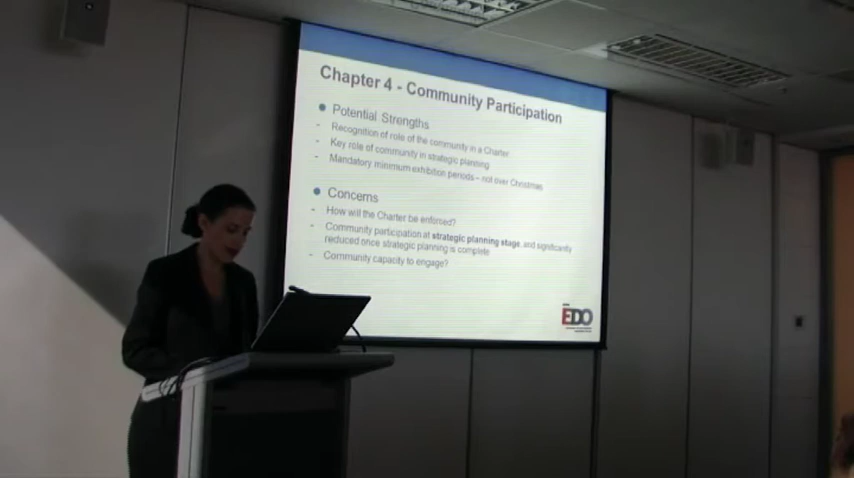 Chapter 4 - Community Participation
Potential Strengths
- Recognition of role of the community in a Charter
- Key role of community in strategic planning
- Mandatory minimum exhibition periods – not over Christmas
Concerns
- How will the Charter be enforced?
- Community participation at strategic planning stage, and significantly
reduced once strategic planning is complete
- Community capacity to engage?
EDO